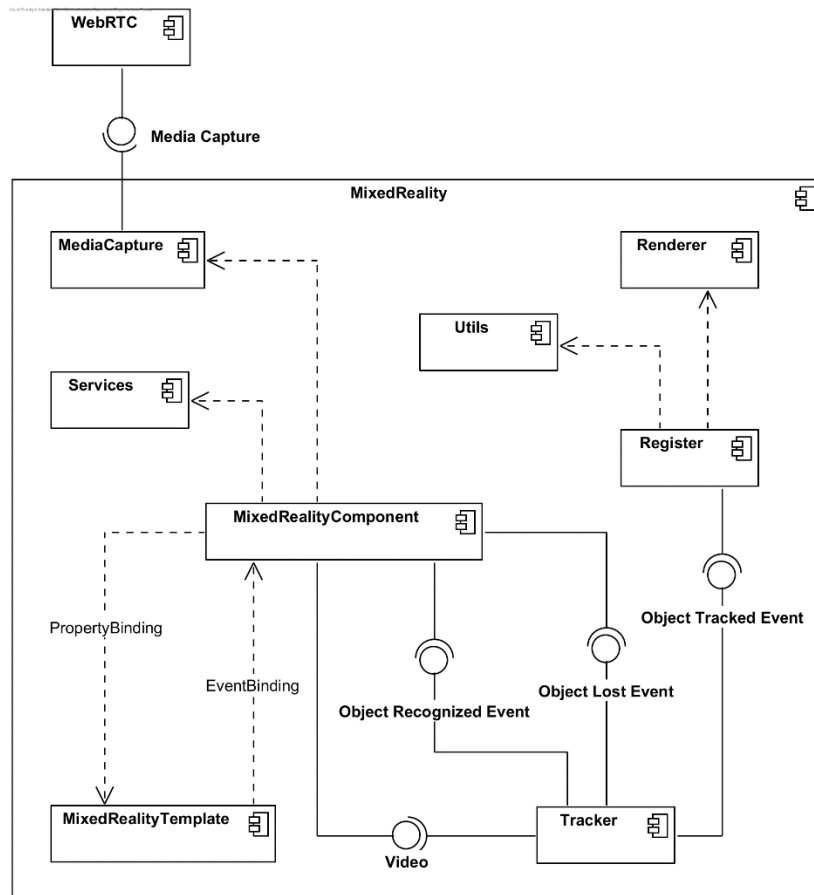 WebRTC
Media Capture
MixedReality
MediaCapture
Renderer
Utils
Services
Register
MixedRealityComponent
PropertyBinding
Object Tracked Event
EventBinding
Object Lost Event
Object Recognized Event
MixedRealityTemplate
Tracker
Video